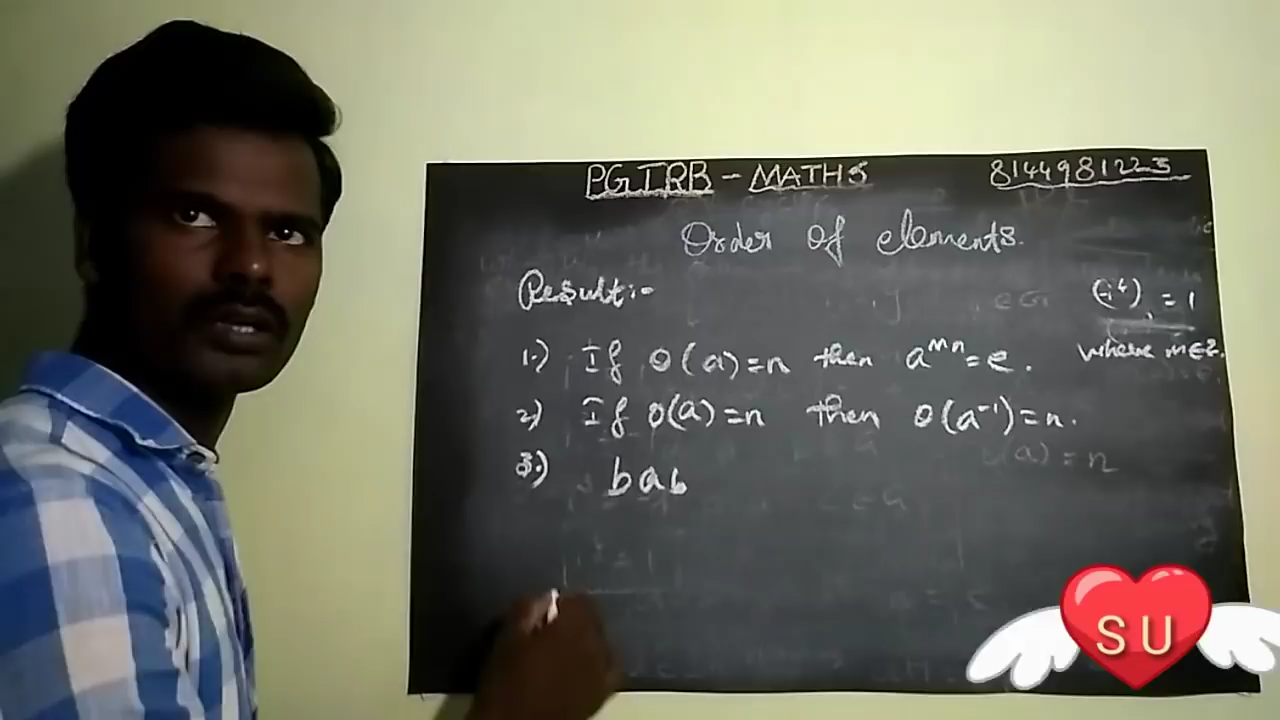 PGTRB - MATHS 8144981223
Order of elements.
Result:-
(-i⁴) = 1
1.) If O(a)=n then aᵐⁿ=e. where m∈Z.
2) If O(a)=n then O(a⁻¹)=n.
3.) bab
SU